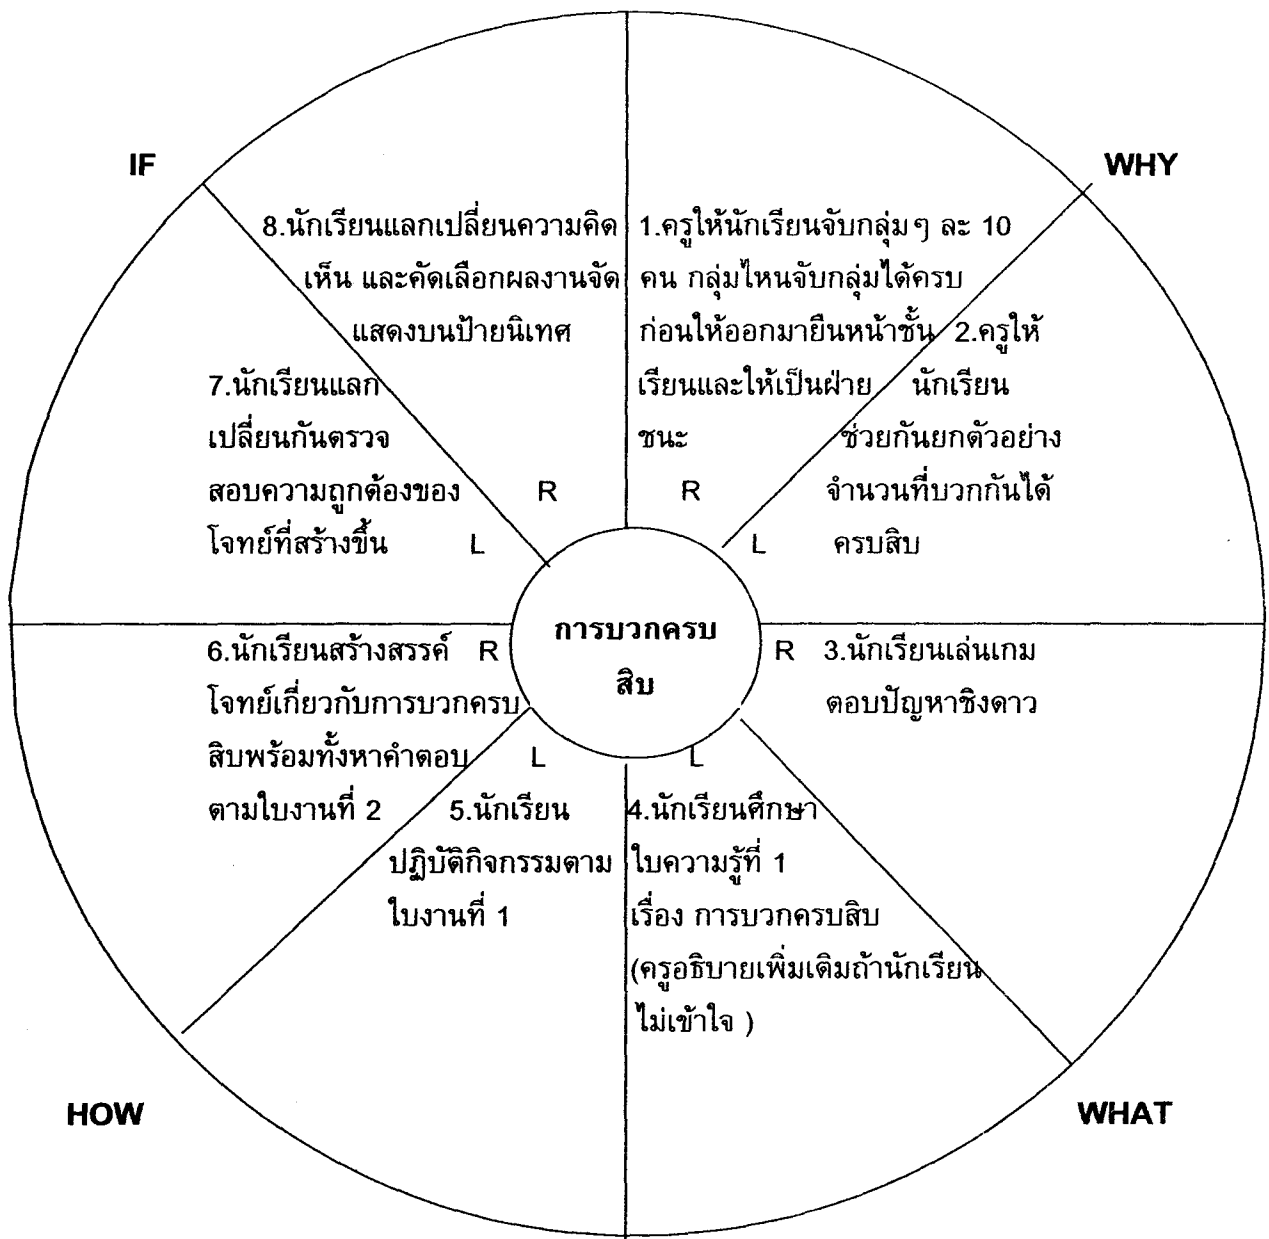 IF
WHY
8.นักเรียนแลกเปลี่ยนความคิด
เห็น และคัดเลือกผลงานจัด
แสดงบนป้ายนิเทศ
1.ครูให้นักเรียนจับกลุ่มๆ ละ 10
คน กลุ่มไหนจับกลุ่มได้ครบ
ก่อนให้ออกมายืนหน้าชั้น
เรียนและให้เป็นฝ่าย
ชนะ
R
2.ครูให้
นักเรียน
ช่วยกันยกตัวอย่าง
จำนวนที่บวกกันได้
ครบสิบ
L
7.นักเรียนแลก
เปลี่ยนกันตรวจ
สอบความถูกต้องของ
โจทย์ที่สร้างขึ้น
L
R
การบวกครบ
สิบ
R
3.นักเรียนเล่นเกม
ตอบปัญหาชิงดาว
6.นักเรียนสร้างสรรค์
R
โจทย์เกี่ยวกับการบวกครบ
สิบพร้อมทั้งหาคำตอบ
ตามใบงานที่ 2
L
5.นักเรียน
ปฏิบัติกิจกรรมตาม
ใบงานที่ 1
L
4.นักเรียนศึกษา
ใบความรู้ที่ 1
เรื่อง การบวกครบสิบ
(ครูอธิบายเพิ่มเติมถ้านักเรียน
ไม่เข้าใจ )
HOW
WHAT